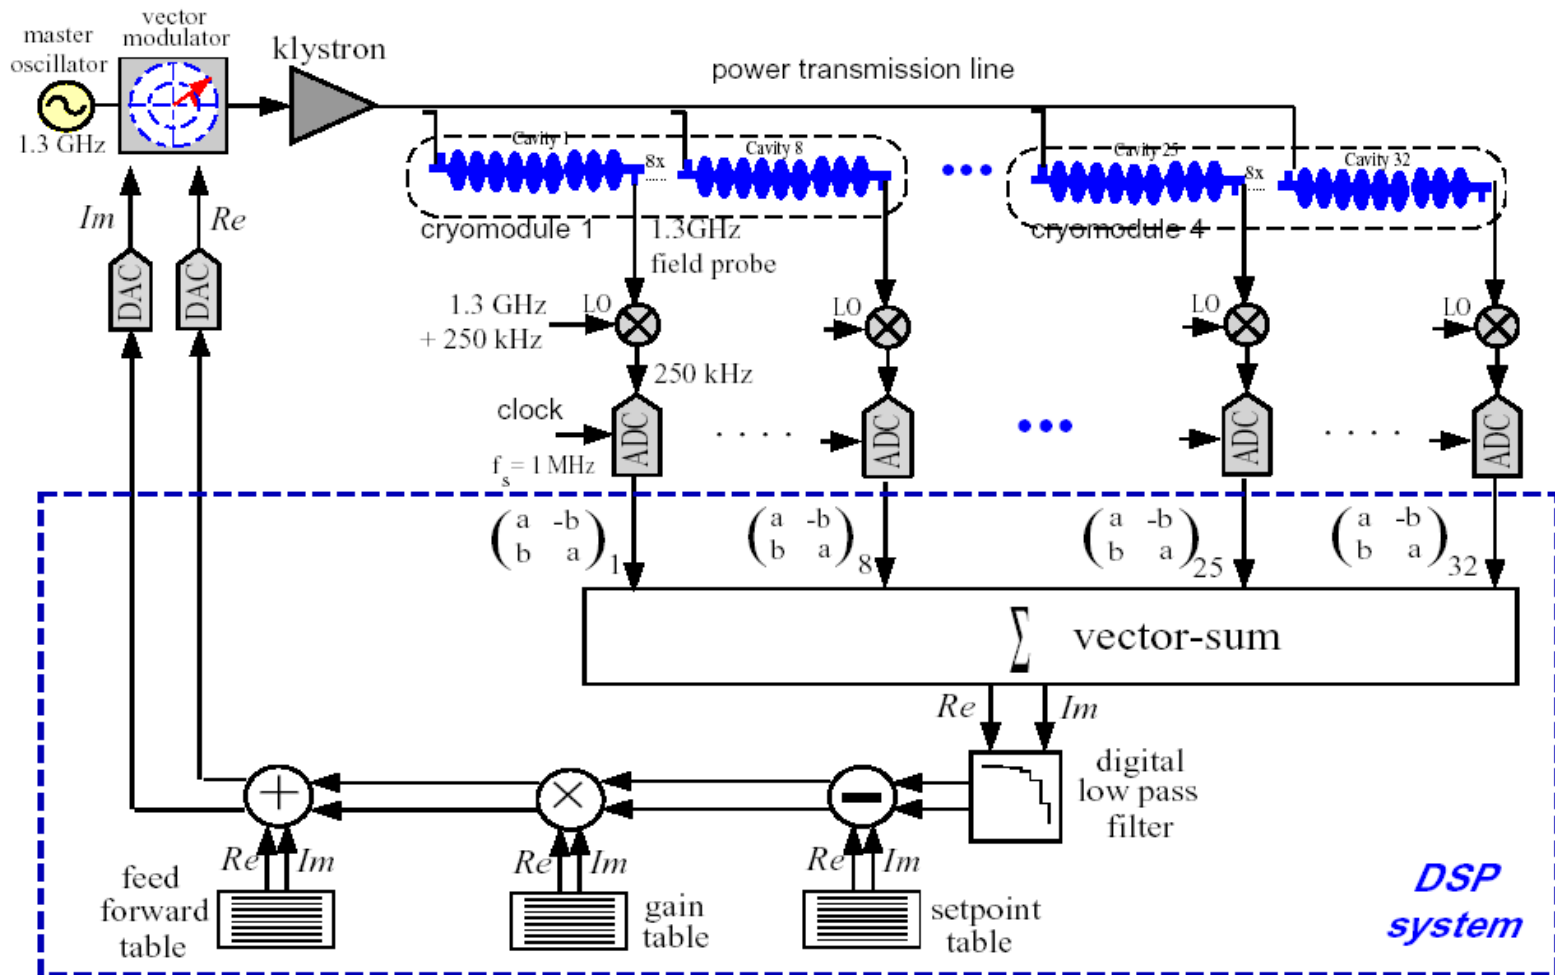 vector
modulator
master
oscillator
1.3 GHz
klystron
power transmission line
Cavity 1
8x
Cavity 8
Cavity 25
8x
Cavity 32
cryomodule 1
cryomodule 4
1.3GHz
field probe
Im
Re
DAC
DAC
1.3 GHz
+ 250 kHz
LO
LO
LO
LO
250 kHz
clock
f_s = 1 MHz
ADC
ADC
ADC
ADC
(a -b
b a)1
(a -b
b a)8
(a -b
b a)25
(a -b
b a)32
∑ vector-sum
Re
Im
digital
low pass
filter
+
×
−
Re Im
Re Im
Re Im
feed
forward
table
gain
table
setpoint
table
DSP
system